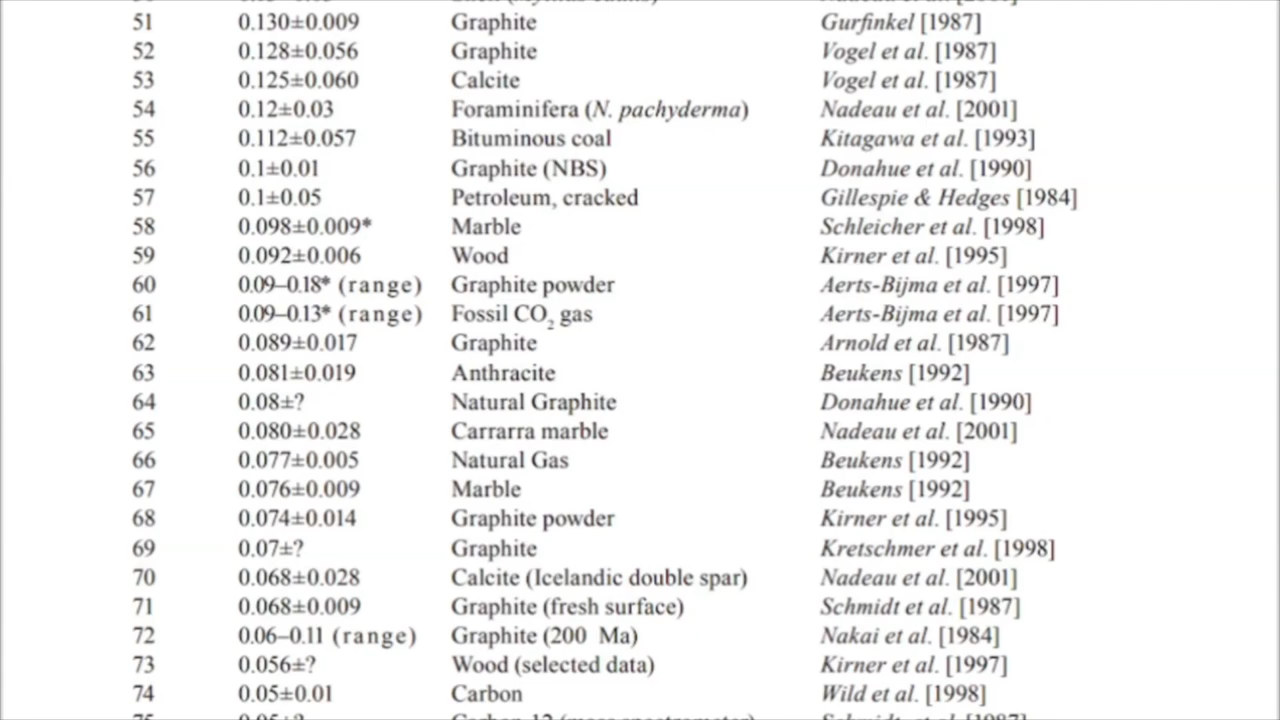 51 0.130±0.009 Graphite Gurfinkel [1987]
52 0.128±0.056 Graphite Vogel et al. [1987]
53 0.125±0.060 Calcite Vogel et al. [1987]
54 0.12±0.03 Foraminifera (N. pachyderma) Nadeau et al. [2001]
55 0.112±0.057 Bituminous coal Kitagawa et al. [1993]
56 0.1±0.01 Graphite (NBS) Donahue et al. [1990]
57 0.1±0.05 Petroleum, cracked Gillespie & Hedges [1984]
58 0.098±0.009* Marble Schleicher et al. [1998]
59 0.092±0.006 Wood Kirner et al. [1995]
60 0.09–0.18* (range) Graphite powder Aerts-Bijma et al. [1997]
61 0.09–0.13* (range) Fossil CO₂ gas Aerts-Bijma et al. [1997]
62 0.089±0.017 Graphite Arnold et al. [1987]
63 0.081±0.019 Anthracite Beukens [1992]
64 0.08±? Natural Graphite Donahue et al. [1990]
65 0.080±0.028 Carrarra marble Nadeau et al. [2001]
66 0.077±0.005 Natural Gas Beukens [1992]
67 0.076±0.009 Marble Beukens [1992]
68 0.074±0.014 Graphite powder Kirner et al. [1995]
69 0.07±? Graphite Kretschmer et al. [1998]
70 0.068±0.028 Calcite (Icelandic double spar) Nadeau et al. [2001]
71 0.068±0.009 Graphite (fresh surface) Schmidt et al. [1987]
72 0.06–0.11 (range) Graphite (200 Ma) Nakai et al. [1984]
73 0.056±? Wood (selected data) Kirner et al. [1997]
74 0.05±0.01 Carbon Wild et al. [1998]